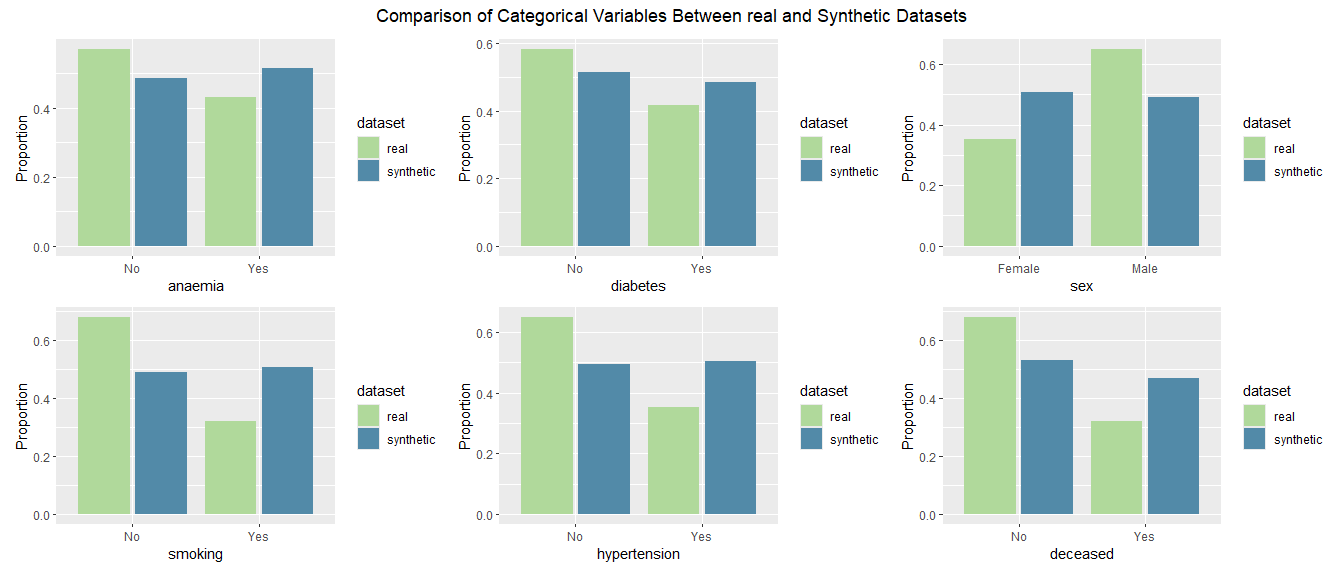 Comparison of Categorical Variables Between real and Synthetic Datasets
Proportion
0.4
0.2
0.0
No Yes
anaemia
dataset
real
synthetic
Proportion
0.6
0.4
0.2
0.0
No Yes
diabetes
dataset
real
synthetic
Proportion
0.6
0.4
0.2
0.0
Female Male
sex
dataset
real
synthetic
Proportion
0.6
0.4
0.2
0.0
No Yes
smoking
dataset
real
synthetic
Proportion
0.6
0.4
0.2
0.0
No Yes
hypertension
dataset
real
synthetic
Proportion
0.6
0.4
0.2
0.0
No Yes
deceased
dataset
real
synthetic